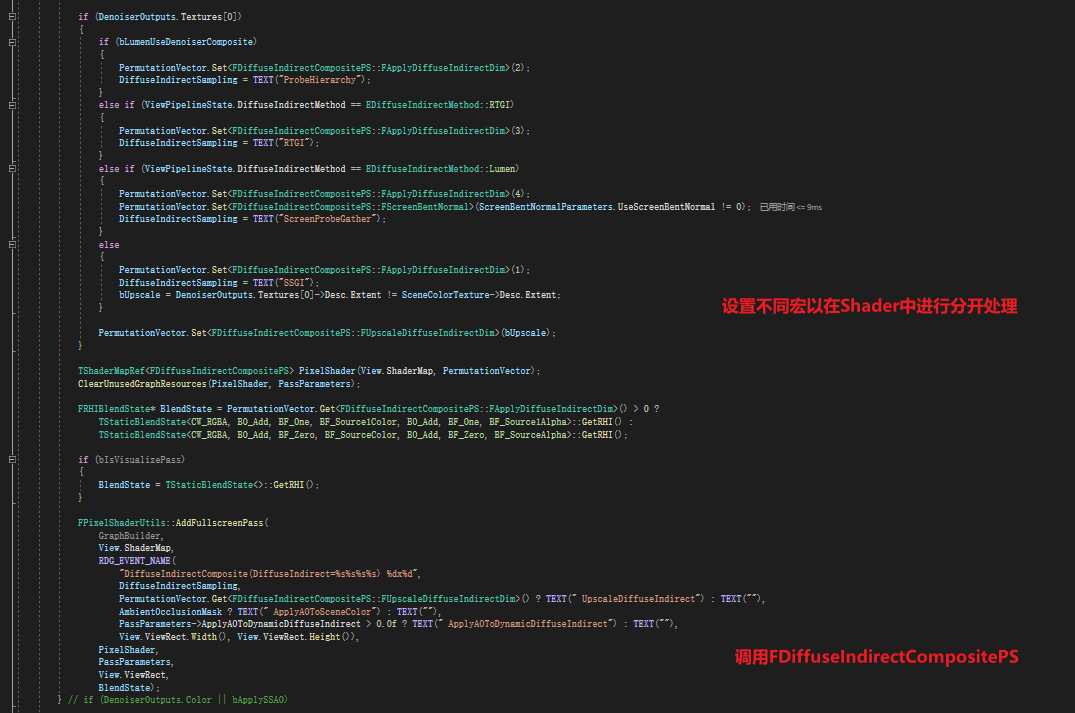 if (DenoiserOutputs.Textures[0])
{
if (bLumenUseDenoiserComposite)
{
PermutationVector.Set<FDiffuseIndirectCompositePS::FApplyDiffuseIndirectDim>(2);
DiffuseIndirectSampling = TEXT("ProbeHierarchy");
}
else if (ViewPipelineState.DiffuseIndirectMethod == EDiffuseIndirectMethod::RTGI)
{
PermutationVector.Set<FDiffuseIndirectCompositePS::FApplyDiffuseIndirectDim>(3);
DiffuseIndirectSampling = TEXT("RTGI");
}
else if (ViewPipelineState.DiffuseIndirectMethod == EDiffuseIndirectMethod::Lumen)
{
PermutationVector.Set<FDiffuseIndirectCompositePS::FApplyDiffuseIndirectDim>(4);
PermutationVector.Set<FDiffuseIndirectCompositePS::FScreenBentNormal>(ScreenBentNormalParameters.UseScreenBentNormal != 0); 已用时间 <= 9ms
DiffuseIndirectSampling = TEXT("ScreenProbeGather");
}
else
{
PermutationVector.Set<FDiffuseIndirectCompositePS::FApplyDiffuseIndirectDim>(1);
DiffuseIndirectSampling = TEXT("SSGI");
bUpscale = DenoiserOutputs.Textures[0]->Desc.Extent != SceneColorTexture->Desc.Extent;
}
设置不同宏以在Shader中进行分开处理
PermutationVector.Set<FDiffuseIndirectCompositePS::FUpscaleDiffuseIndirectDim>(bUpscale);
}
TShaderMapRef<FDiffuseIndirectCompositePS> PixelShader(View.ShaderMap, PermutationVector);
ClearUnusedGraphResources(PixelShader, PassParameters);
FRHIBlendState* BlendState = PermutationVector.Get<FDiffuseIndirectCompositePS::FApplyDiffuseIndirectDim>() > 0 ?
TStaticBlendState<CW_RGBA, BO_Add, BF_One, BF_Source1Color, BO_Add, BF_One, BF_Source1Alpha>::GetRHI() :
TStaticBlendState<CW_RGBA, BO_Add, BF_Zero, BF_SourceColor, BO_Add, BF_Zero, BF_SourceAlpha>::GetRHI();
if (bIsVisualizePass)
{
BlendState = TStaticBlendState<>::GetRHI();
}
FPixelShaderUtils::AddFullscreenPass(
GraphBuilder,
View.ShaderMap,
RDG_EVENT_NAME(
"DiffuseIndirectComposite(DiffuseIndirect=%s%s%s%s) %dx%d",
DiffuseIndirectSampling,
PermutationVector.Get<FDiffuseIndirectCompositePS::FUpscaleDiffuseIndirectDim>() ? TEXT(" UpscaleDiffuseIndirect") : TEXT(""),
AmbientOcclusionMask ? TEXT(" ApplyAOToSceneColor") : TEXT(""),
PassParameters->ApplyAOToDynamicDiffuseIndirect > 0.0f ? TEXT(" ApplyAOToDynamicDiffuseIndirect") : TEXT(""),
View.ViewRect.Width(), View.ViewRect.Height()),
PixelShader,
调用FDiffuseIndirectCompositePS
PassParameters,
View.ViewRect,
BlendState);
} // if (DenoiserOutputs.Color || bApplySSAO)